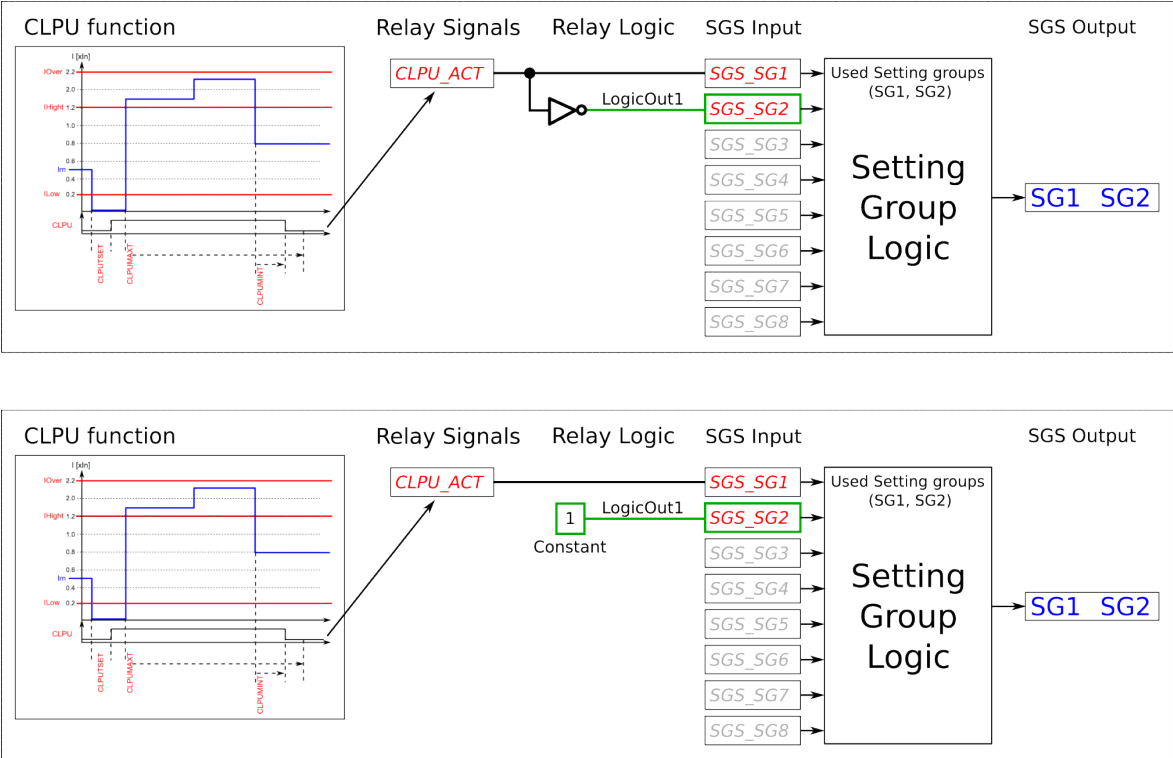 CLPU function Relay Signals Relay Logic SGS Input SGS Output
I [xIn]
IOver 2.2
2.0
IHight 1.2
1.0
0.8
0.6
Im
0.4
ILow 0.2
CLPU
CLPUTSET
CLPUMAXT
CLPUMINT
CLPU_ACT
LogicOut1
SGS_SG1
SGS_SG2
SGS_SG3
SGS_SG4
SGS_SG5
SGS_SG6
SGS_SG7
SGS_SG8
Used Setting groups
(SG1, SG2)
Setting
Group
Logic
SG1 SG2
CLPU function Relay Signals Relay Logic SGS Input SGS Output
I [xIn]
IOver 2.2
2.0
IHight 1.2
1.0
0.8
0.6
Im
0.4
ILow 0.2
CLPU
CLPUTSET
CLPUMAXT
CLPUMINT
CLPU_ACT
1
Constant
LogicOut1
SGS_SG1
SGS_SG2
SGS_SG3
SGS_SG4
SGS_SG5
SGS_SG6
SGS_SG7
SGS_SG8
Used Setting groups
(SG1, SG2)
Setting
Group
Logic
SG1 SG2